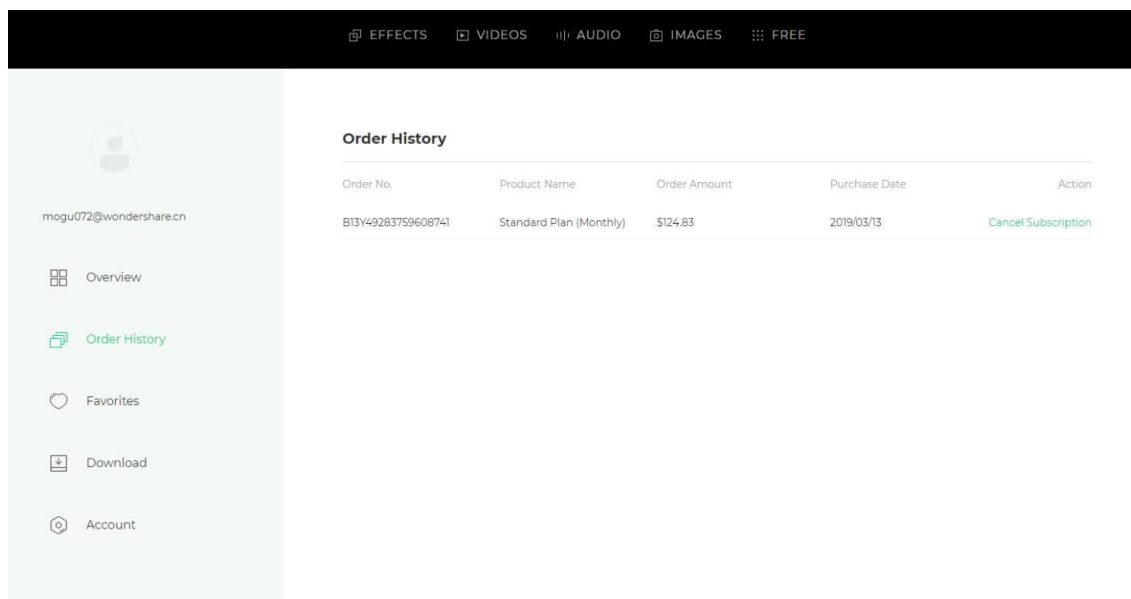 EFFECTS VIDEOS AUDIO IMAGES FREE
mogu072@wondershare.cn
Overview
Order History
Favorites
Download
Account
Order History
Order No. Product Name Order Amount Purchase Date Action
B13Y49283759608741 Standard Plan (Monthly) $124.83 2019/03/13 Cancel Subscription